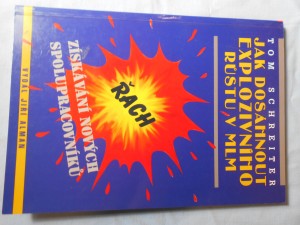 TOM SCHREITER
JAK DOSÁHNOUT
EXPLOZIVNÍHO
RŮSTU V MLM
ŘACH
ZÍSKÁVÁNÍ NOVÝCH
SPOLUPRACOVNÍKŮ
VYDAL JIŘÍ ALMAN